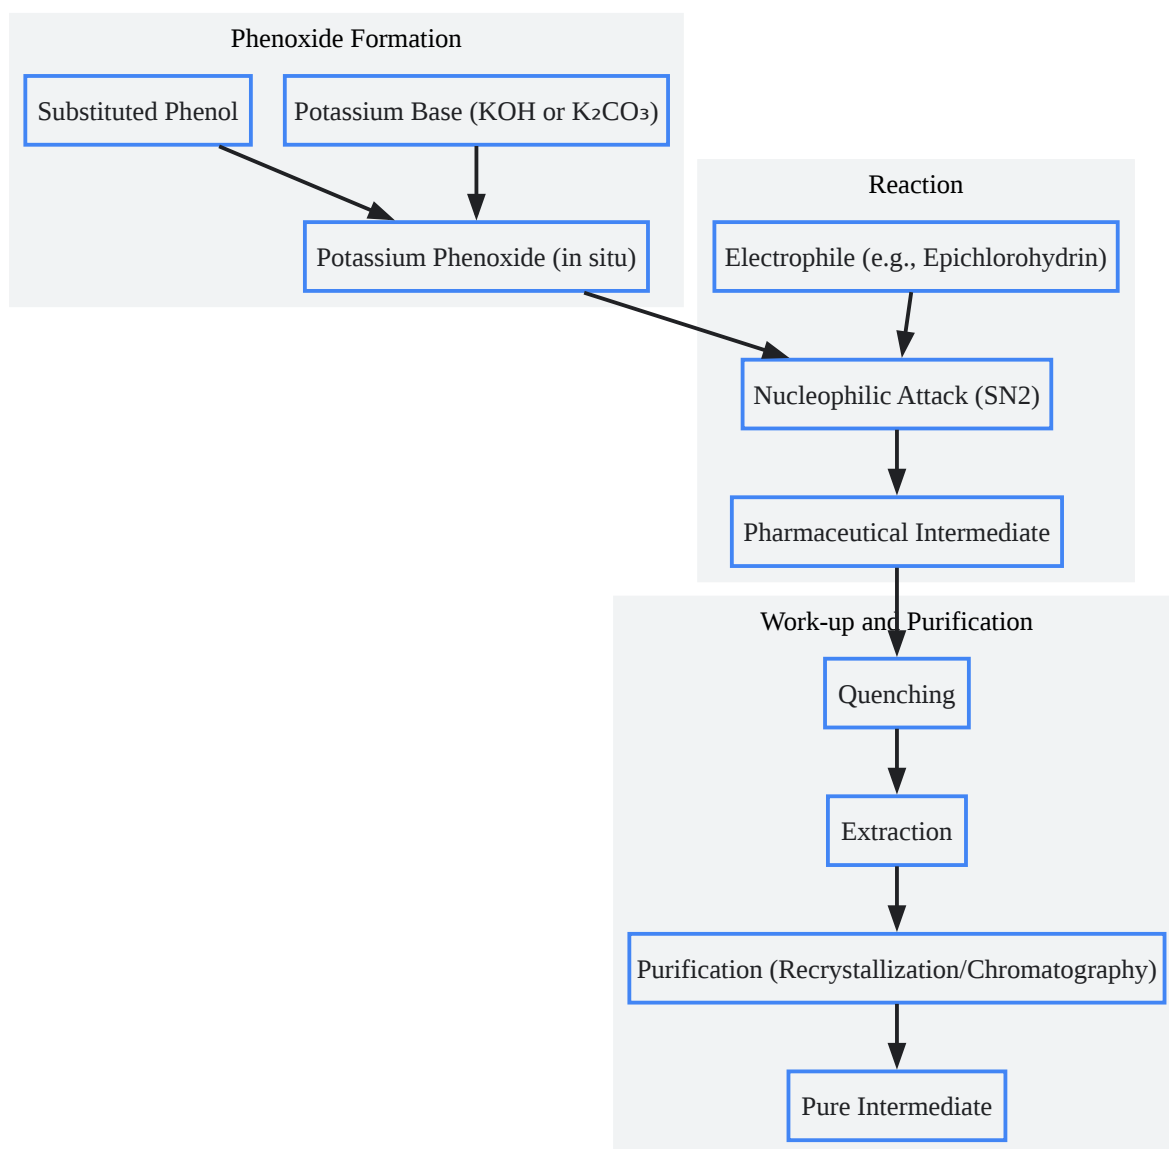 Phenoxide Formation
Substituted Phenol
Potassium Base (KOH or K₂CO₃)
Potassium Phenoxide (in situ)
Reaction
Electrophile (e.g., Epichlorohydrin)
Nucleophilic Attack (SN2)
Pharmaceutical Intermediate
Work-up and Purification
Quenching
Extraction
Purification (Recrystallization/Chromatography)
Pure Intermediate